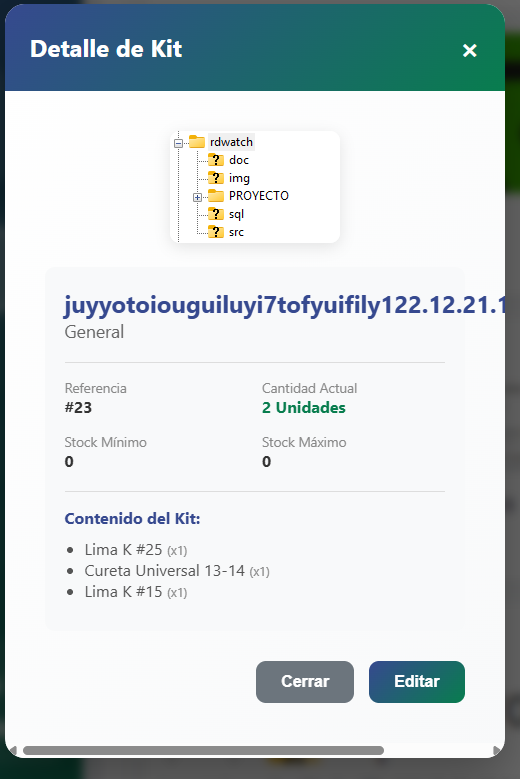 Detalle de Kit ×
rdwatch
doc
img
PROYECTO
sql
src
juyyotoiouguiluyi7tofyuifily122.12.21.1
General
Referencia Cantidad Actual
#23 2 Unidades
Stock Mínimo Stock Máximo
0 0
Contenido del Kit:
Lima K #25 (x1)
Cureta Universal 13-14 (x1)
Lima K #15 (x1)
Cerrar Editar